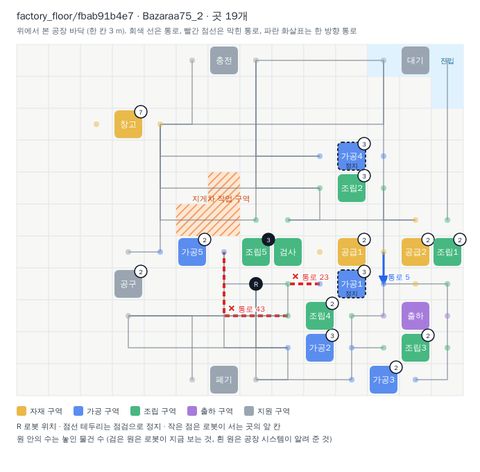 factory_floor/fbab91b4e7 · Bazaraa75_2 · 곳 19개
위에서 본 공장 바닥 (한 칸 3 m). 회색 선은 통로, 빨간 점선은 막힌 통로, 파란 화살표는 한 방향 통로
충전
대기
진입
7
창고
3
가공4
정지
3
조립2
지게차 작업 구역
2
가공5
3
조립5
검사
2
공급1
2
공급2
2
조립1
2
공구
R
✕ 통로 23
3
가공1
정지
통로 5
✕ 통로 43
2
조립4
출하
2
가공2
2
조립3
폐기
2
가공3
자재 구역
가공 구역
조립 구역
출하 구역
지원 구역
R 로봇 위치 · 점선 테두리는 점검으로 정지 · 작은 점은 로봇이 서는 곳의 앞 칸
원 안의 수는 놓인 물건 수 (검은 원은 로봇이 지금 보는 것, 흰 원은 공장 시스템이 알려 준 것)